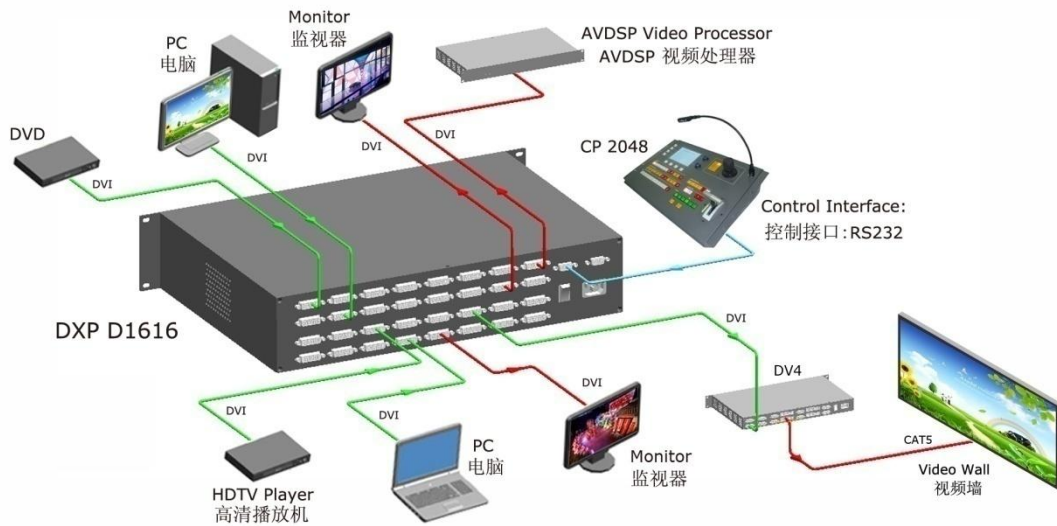 Monitor
监视器
PC
电脑
AVDSP Video Processor
AVDSP 视频处理器
DVD
DVI
DVI
DVI
DVI
CP 2048
Control Interface:
控制接口:RS232
DXP D1616
DVI
DV4
DVI
DVI
DVI
CAT5
HDTV Player
高清播放机
PC
电脑
Monitor
监视器
Video Wall
视频墙